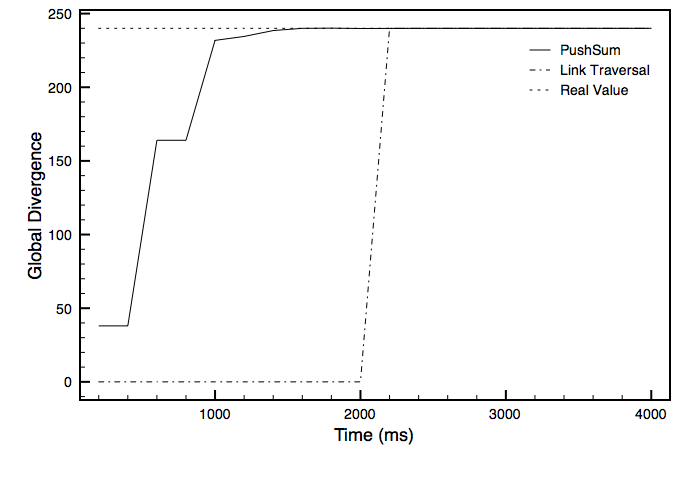 250
200
150
100
50
0
Global Divergence
PushSum
Link Traversal
Real Value
1000 2000 3000 4000
Time (ms)